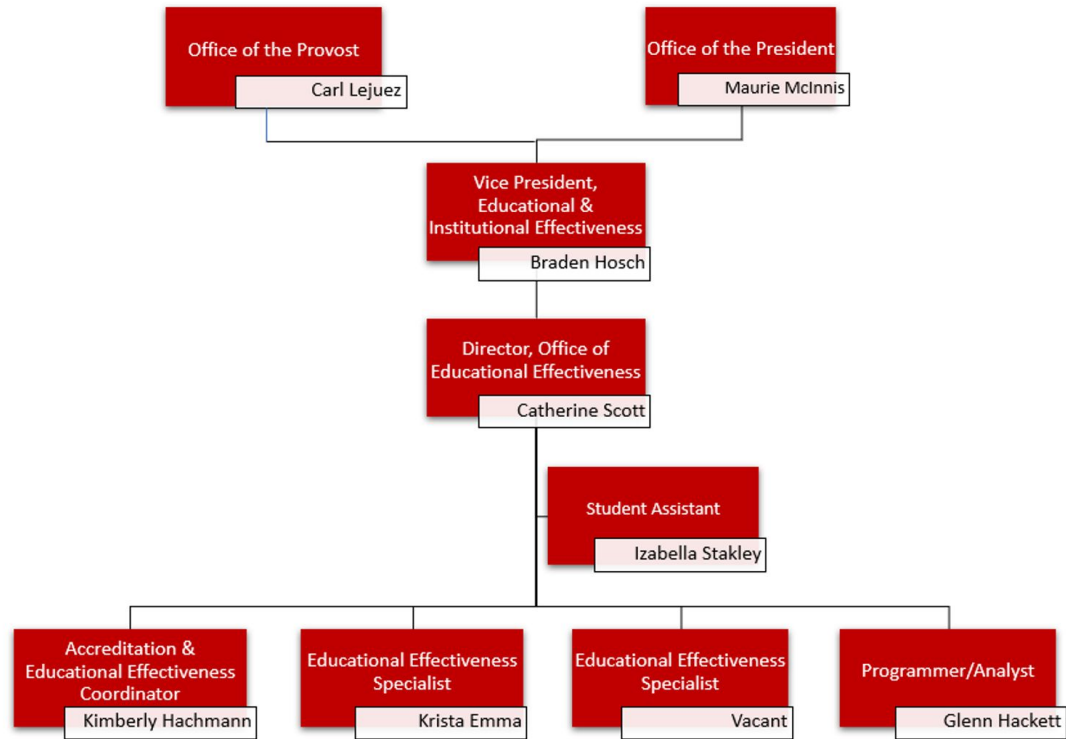 Office of the Provost
Carl Lejuez
Office of the President
Maurie McInnis
Vice President,
Educational &
Institutional Effectiveness
Braden Hosch
Director, Office of
Educational Effectiveness
Catherine Scott
Student Assistant
Izabella Stakley
Accreditation &
Educational Effectiveness
Coordinator
Kimberly Hachmann
Educational Effectiveness
Specialist
Krista Emma
Educational Effectiveness
Specialist
Vacant
Programmer/Analyst
Glenn Hackett